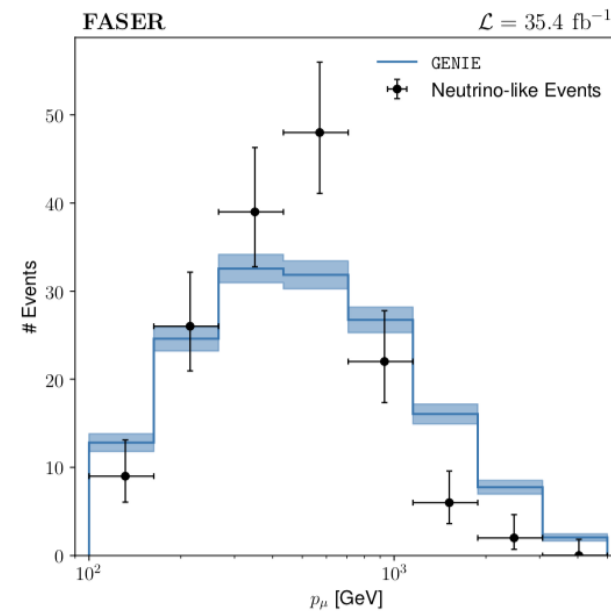 FASER
ℒ = 35.4 fb⁻¹
GENIE
Neutrino-like Events
# Events
50
40
30
20
10
0
10²
10³
p_μ [GeV]